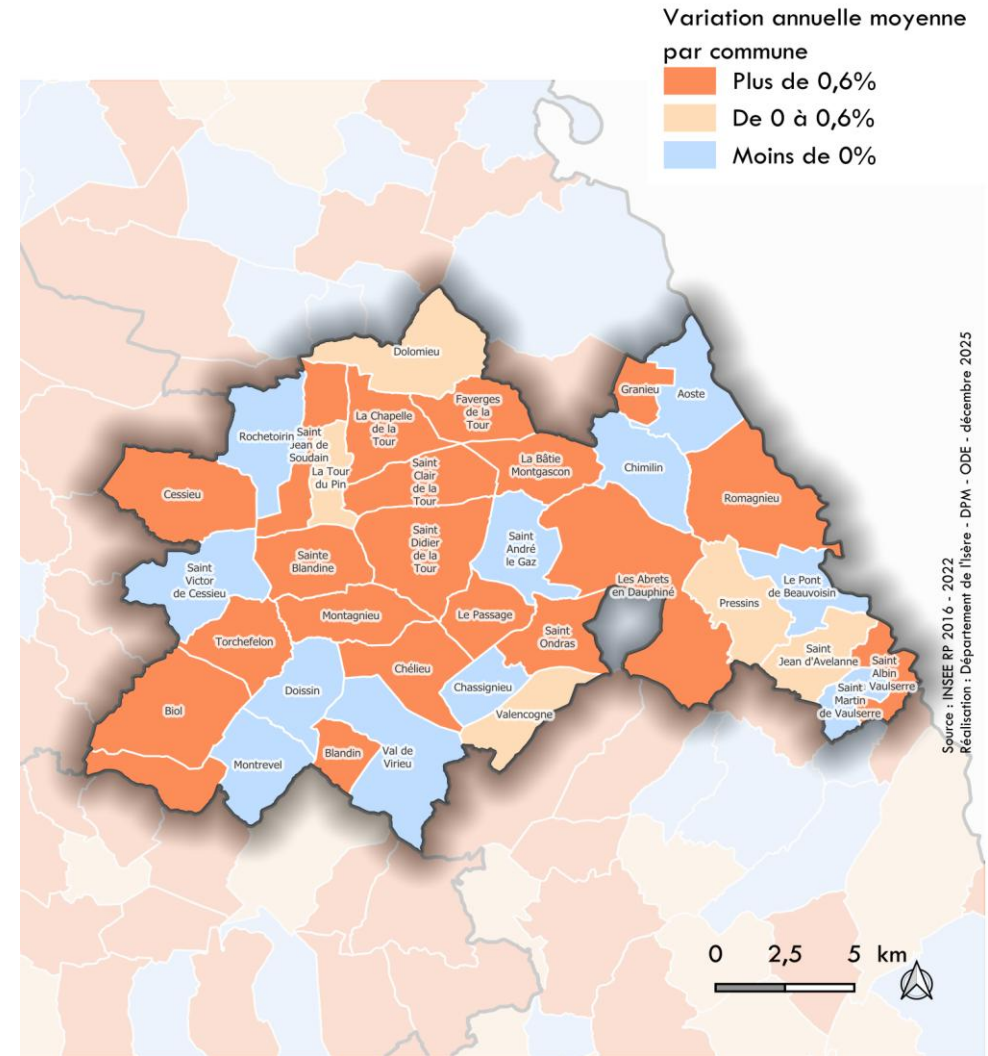 Variation annuelle moyenne
par commune
Plus de 0,6%
De 0 à 0,6%
Moins de 0%
Dolomieu
Granieu
Aoste
Faverges
de la
Tour
La Chapelle
de la
Tour
Rochetoirin
Saint
Jean de
Soudain
La Tour
du Pin
Saint
Clair
de la
Tour
La Bâtie
Montgascon
Chimilin
Cessieu
Romagnieu
Saint
Didier
de la
Tour
Saint
André
le Gaz
Sainte
Blandine
Saint
Victor
de Cessieu
Les Abrets
en Dauphiné
Le Pont
de Beauvoisin
Pressins
Montagnieu
Le Passage
Torchefelon
Saint
Ondras
Saint
Jean d'Avelanne
Saint
Albin
Vaulserre
Chélieu
Doissin
Chassignieu
Saint
Martin
de Vaulserre
Biol
Valencogne
Montrevel
Blandin
Val de
Virieu
Source : INSEE RP 2016 - 2022
Réalisation : Département de l'Isère - DPM - ODE - décembre 2025
0 2,5 5 km